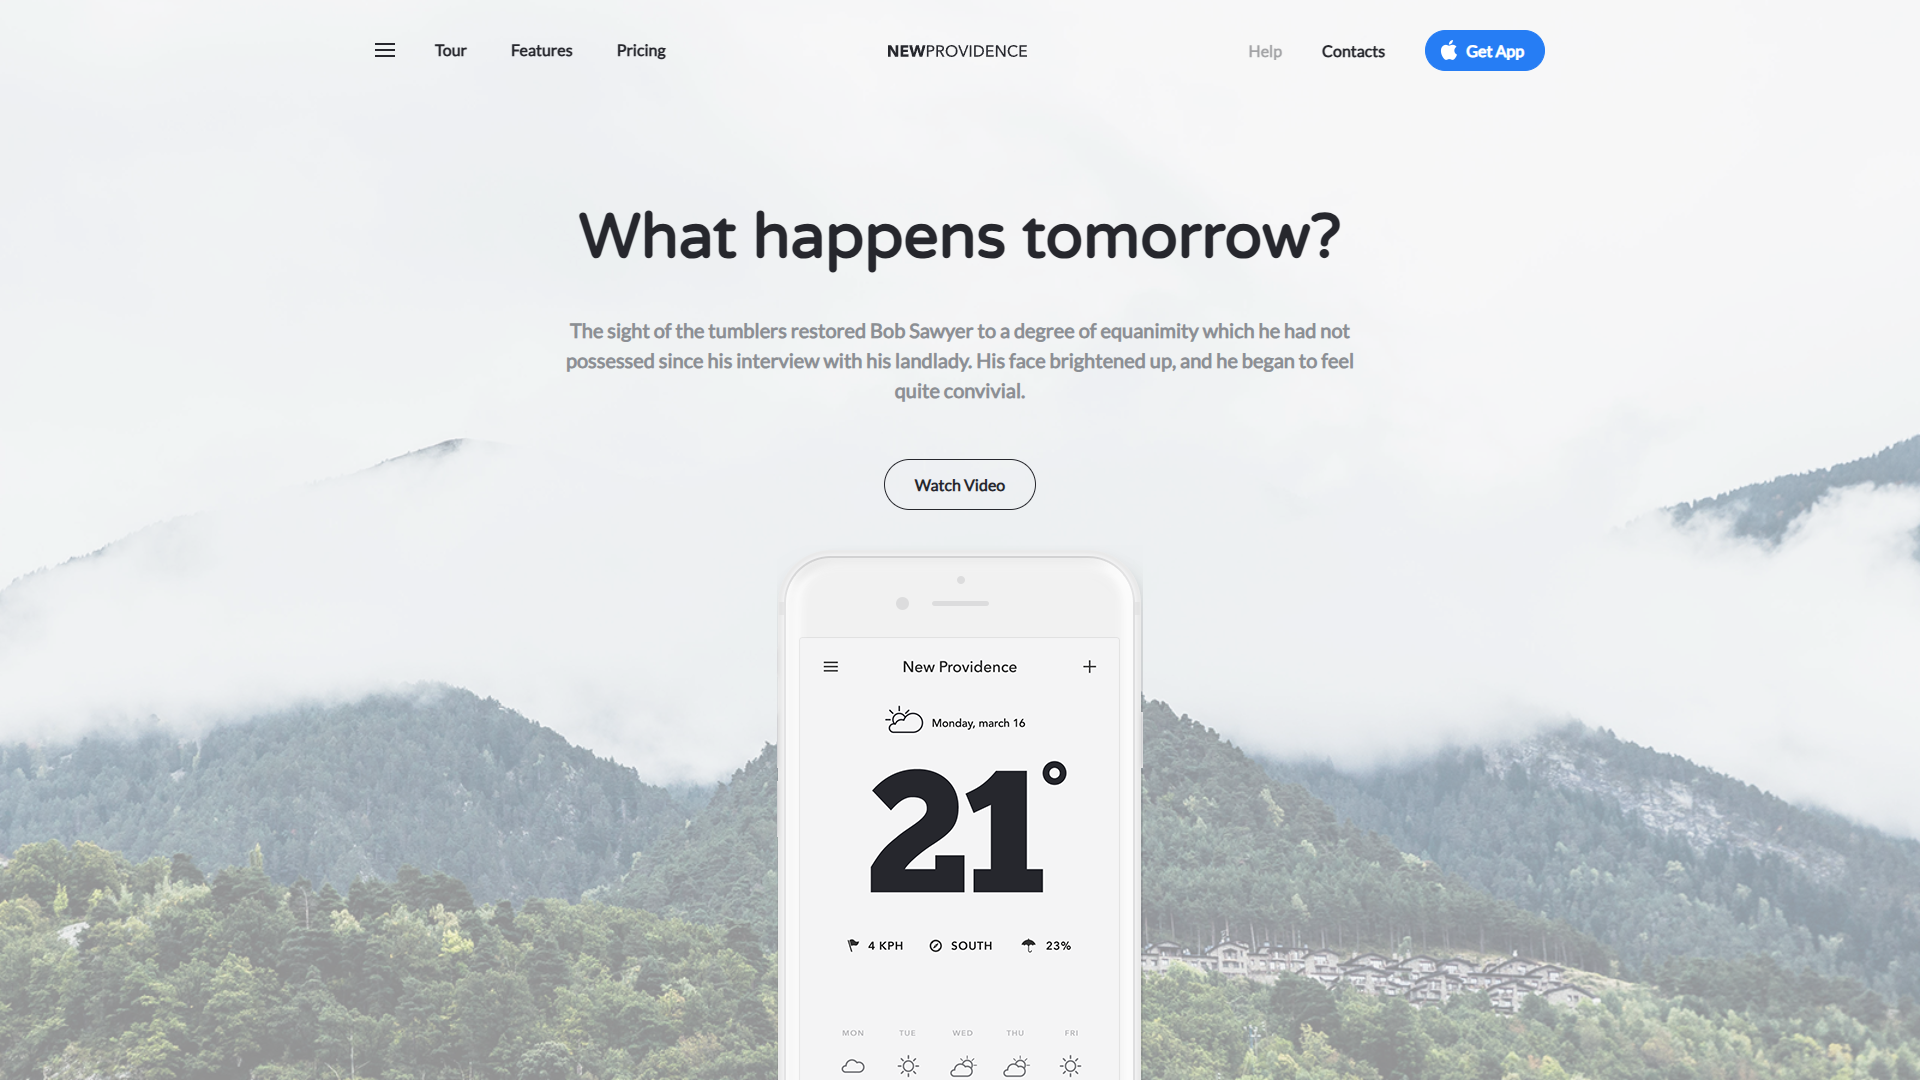 Tour Features Pricing NEWPROVIDENCE Help Contacts Get App
What happens tomorrow?
The sight of the tumblers restored Bob Sawyer to a degree of equanimity which he had not
possessed since his interview with his landlady. His face brightened up, and he began to feel
quite convivial.
Watch Video
New Providence
Monday, march 16
21°
4 KPH SOUTH 23%
MON TUE WED THU FRI